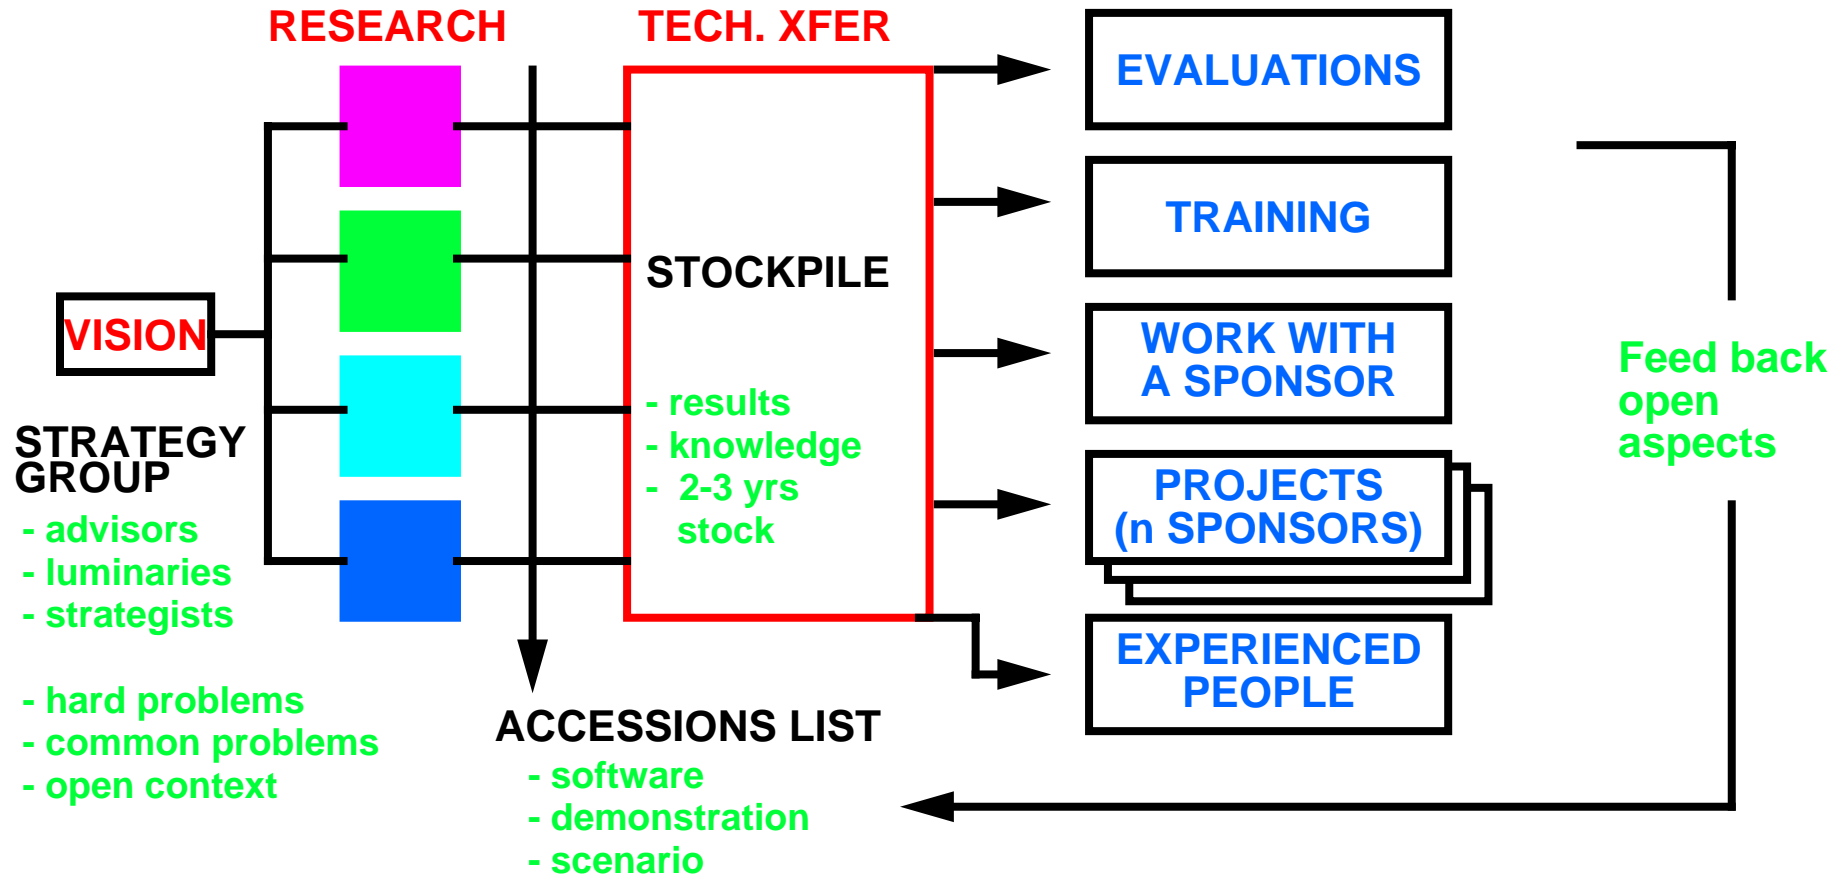 RESEARCH
TECH. XFER
VISION
STRATEGY
GROUP
- advisors
- luminaries
- strategists
- hard problems
- common problems
- open context
STOCKPILE
- results
- knowledge
- 2-3 yrs
stock
ACCESSIONS LIST
- software
- demonstration
- scenario
EVALUATIONS
TRAINING
WORK WITH
A SPONSOR
PROJECTS
(n SPONSORS)
EXPERIENCED
PEOPLE
Feed back
open
aspects